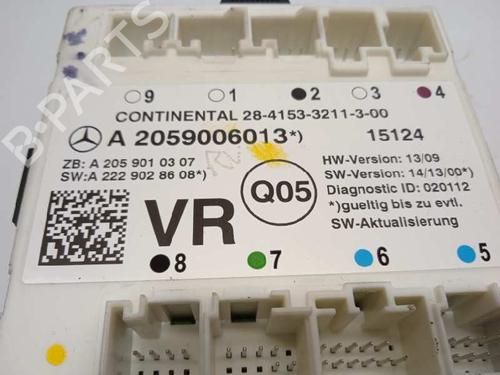 B-PARTS
9 1 2 3 4
CONTINENTAL 28-4153-3211-3-00
A 2059006013*) 15124
ZB: A 205 901 03 07
SW:A 222 902 86 08*)
HW-Version: 13/09
SW-Version: 14/13/00*)
Diagnostic ID: 020112
*)gueltig bis zu evtl.
SW-Aktualisierung
VR
Q05
8 7 6 5